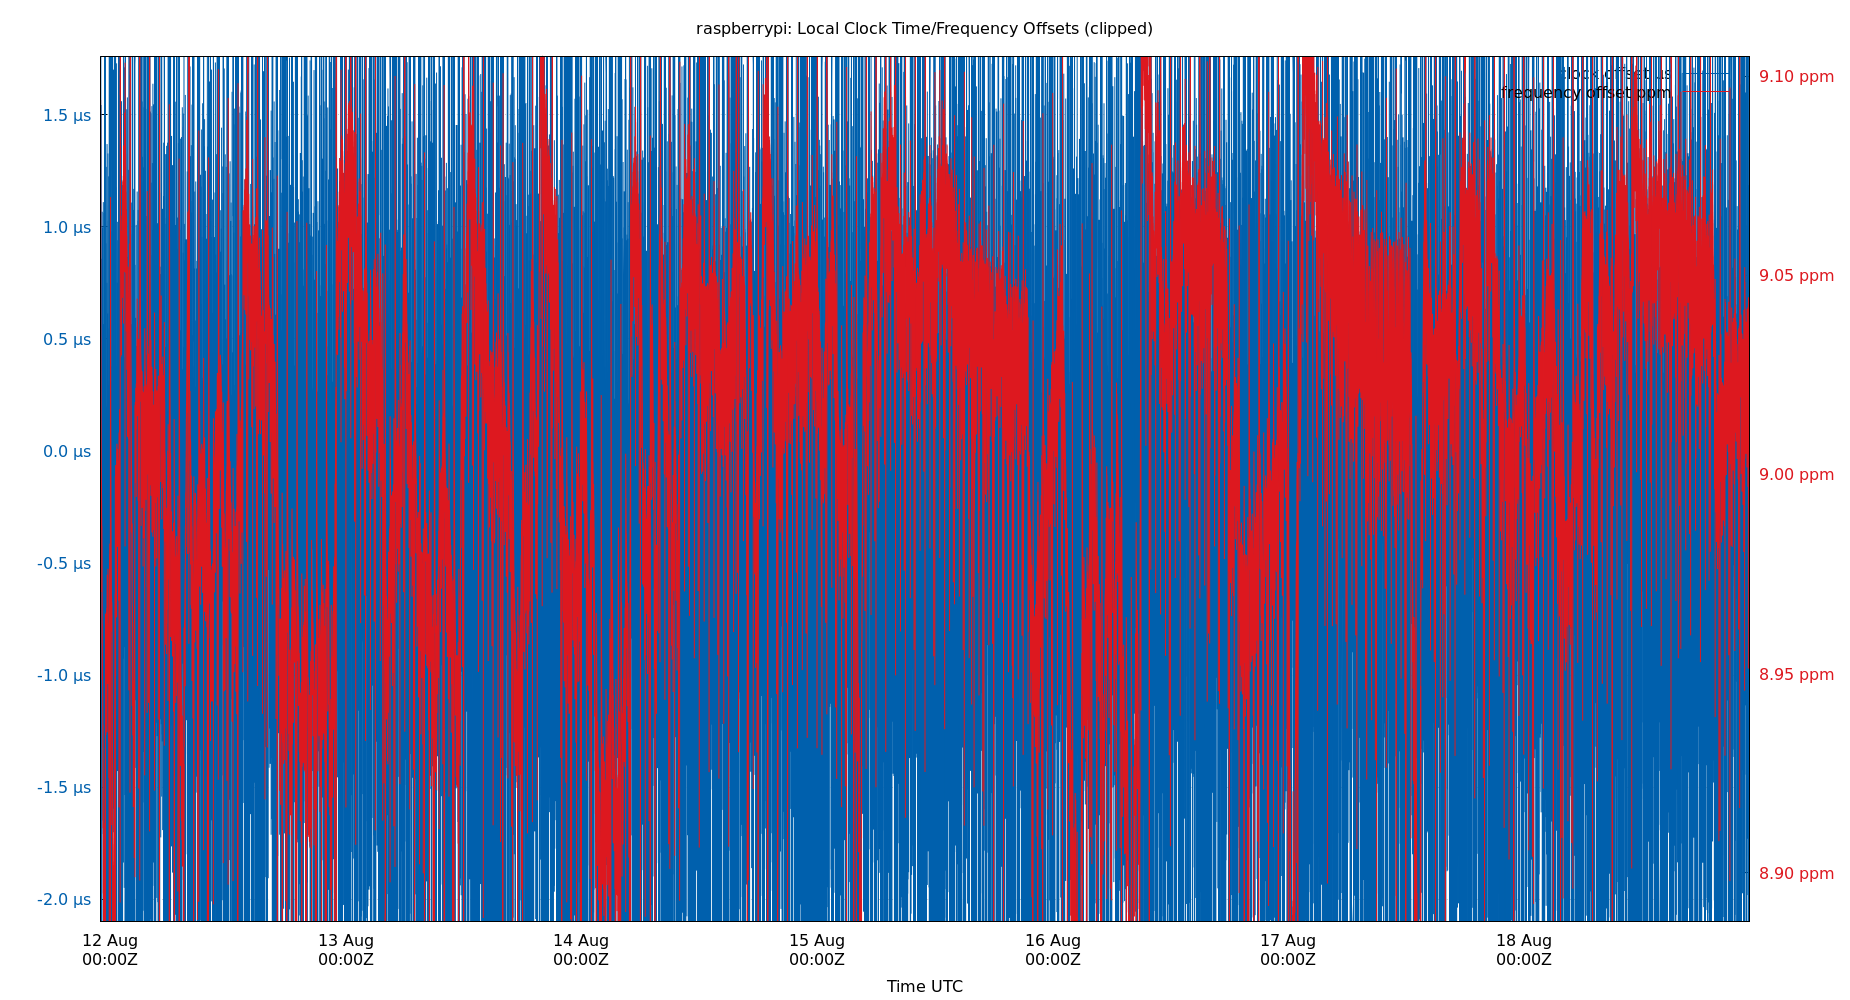 raspberrypi: Local Clock Time/Frequency Offsets (clipped)
clock offset µs
frequency offset ppm
1.5 µs
1.0 µs
0.5 µs
0.0 µs
-0.5 µs
-1.0 µs
-1.5 µs
-2.0 µs
9.10 ppm
9.05 ppm
9.00 ppm
8.95 ppm
8.90 ppm
12 Aug
00:00Z
13 Aug
00:00Z
14 Aug
00:00Z
15 Aug
00:00Z
16 Aug
00:00Z
17 Aug
00:00Z
18 Aug
00:00Z
Time UTC